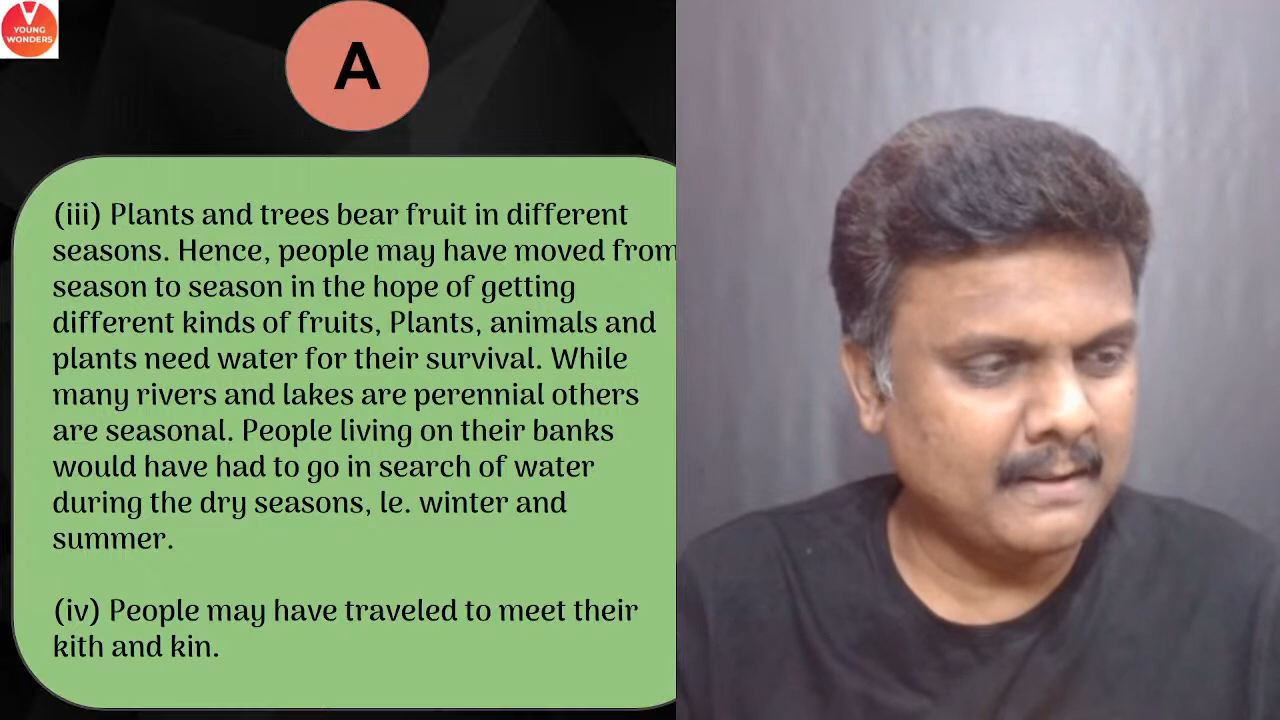 YOUNG
WONDERS
A
(iii) Plants and trees bear fruit in different
seasons. Hence, people may have moved from
season to season in the hope of getting
different kinds of fruits, Plants, animals and
plants need water for their survival. While
many rivers and lakes are perennial others
are seasonal. People living on their banks
would have had to go in search of water
during the dry seasons, le. winter and
summer.
(iv) People may have traveled to meet their
kith and kin.